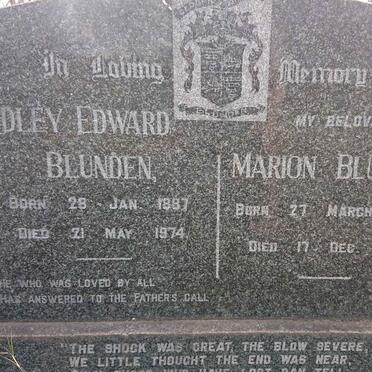 In Loving Memory
DLEY EDWARD
BLUNDEN.
BORN 28 JAN 1887
DIED 21 MAY 1974
HE WHO WAS LOVED BY ALL
HAS ANSWERED TO THE FATHER'S CALL
MY BELOV
MARION BLU
BORN 27 MARCH
DIED 17 DEC.
"THE SHOCK WAS GREAT, THE BLOW SEVERE,
WE LITTLE THOUGHT THE END WAS NEAR,